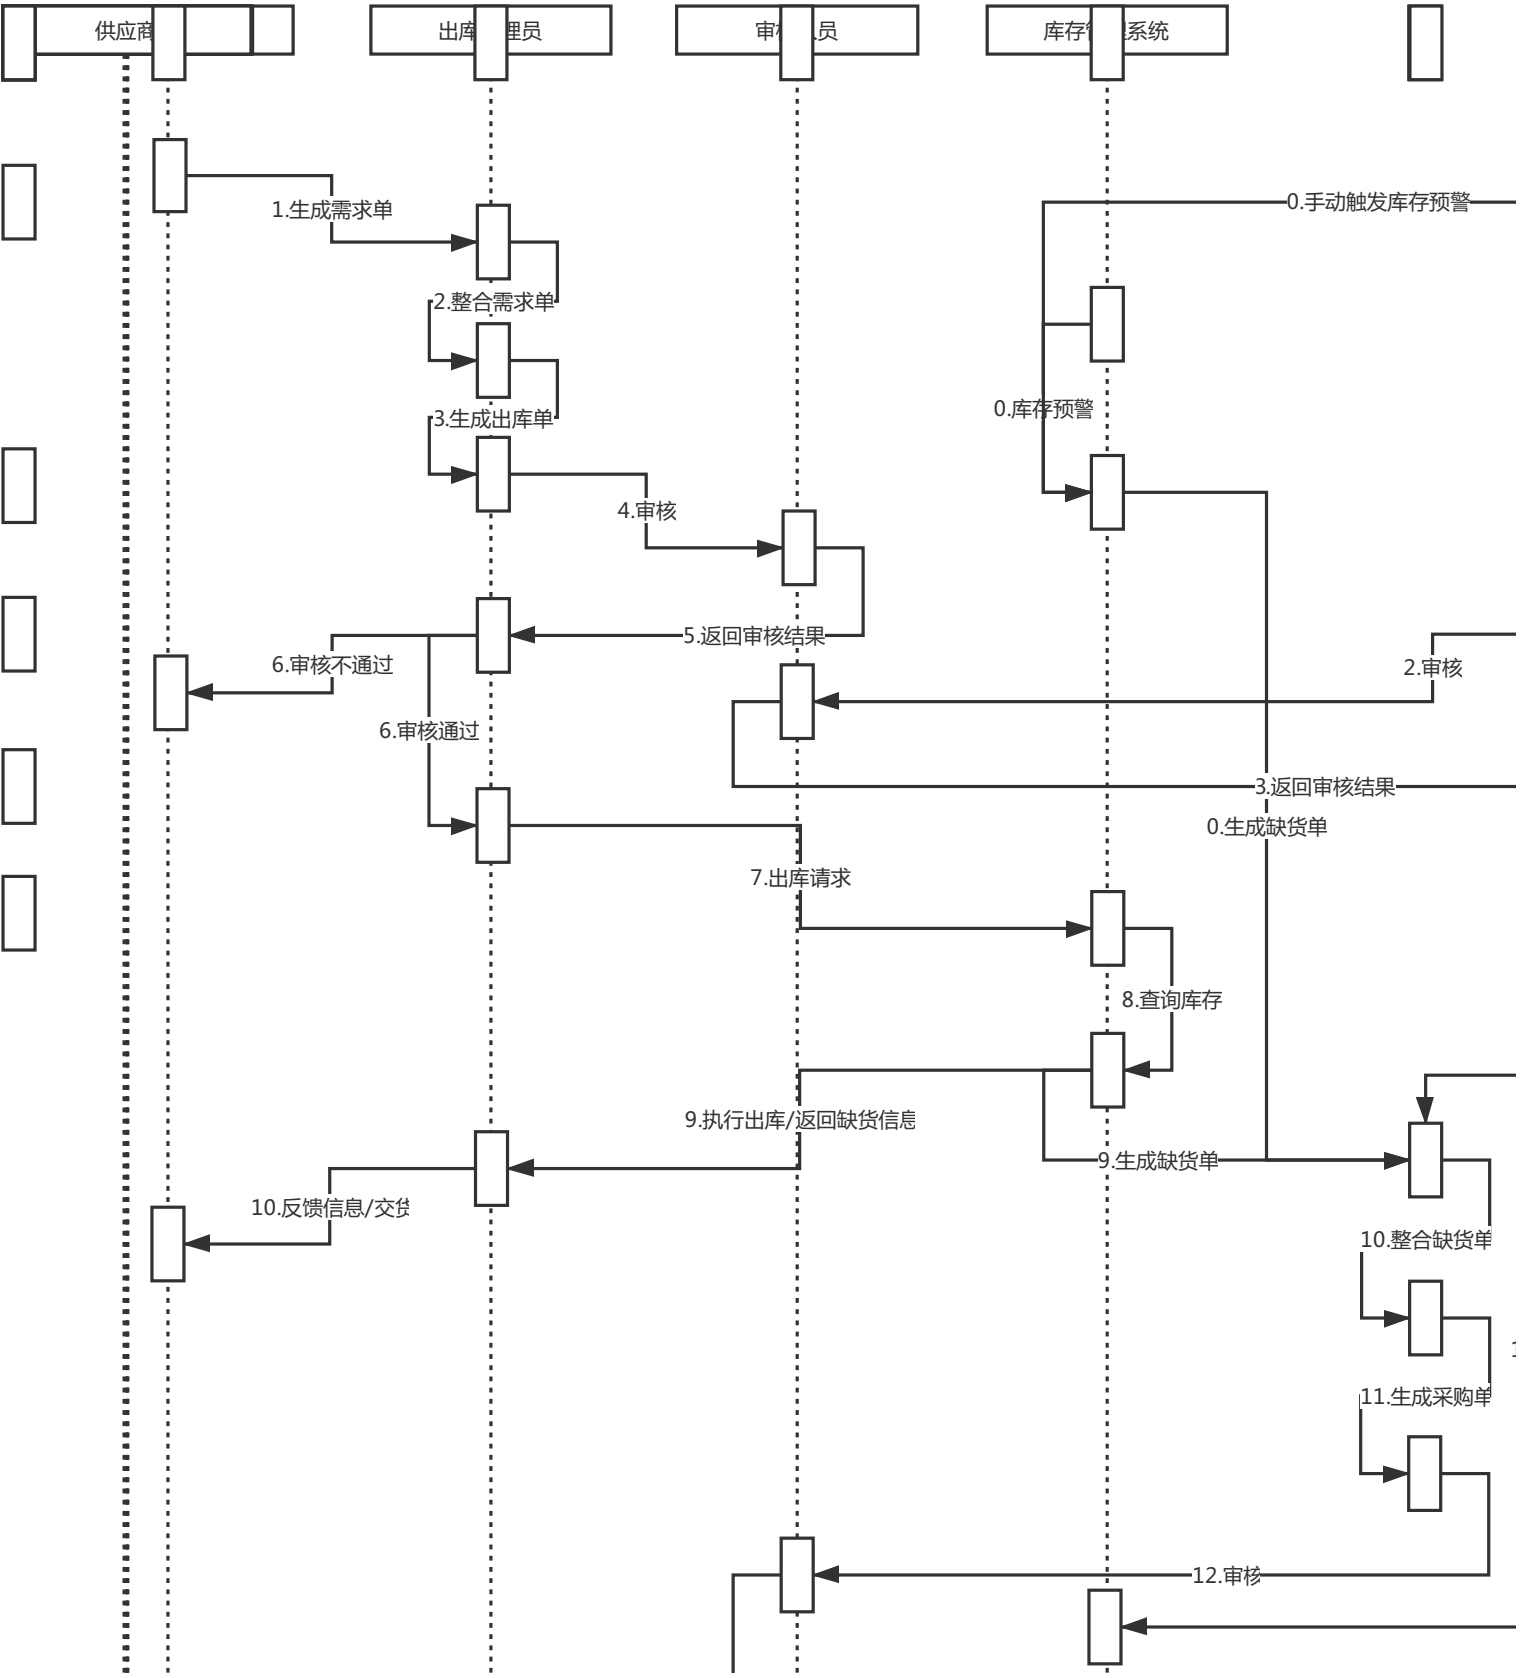 供应商
出库 理员
审 员
库存 系统
0.手动触发库存预警
1.生成需求单
2.整合需求单
0.库存预警
3.生成出库单
4.审核
5.返回审核结果
6.审核不通过
2.审核
6.审核通过
3.返回审核结果
0.生成缺货单
7.出库请求
8.查询库存
9.执行出库/返回缺货信息
9.生成缺货单
10.反馈信息/交货
10.整合缺货单
11.生成采购单
12.审核